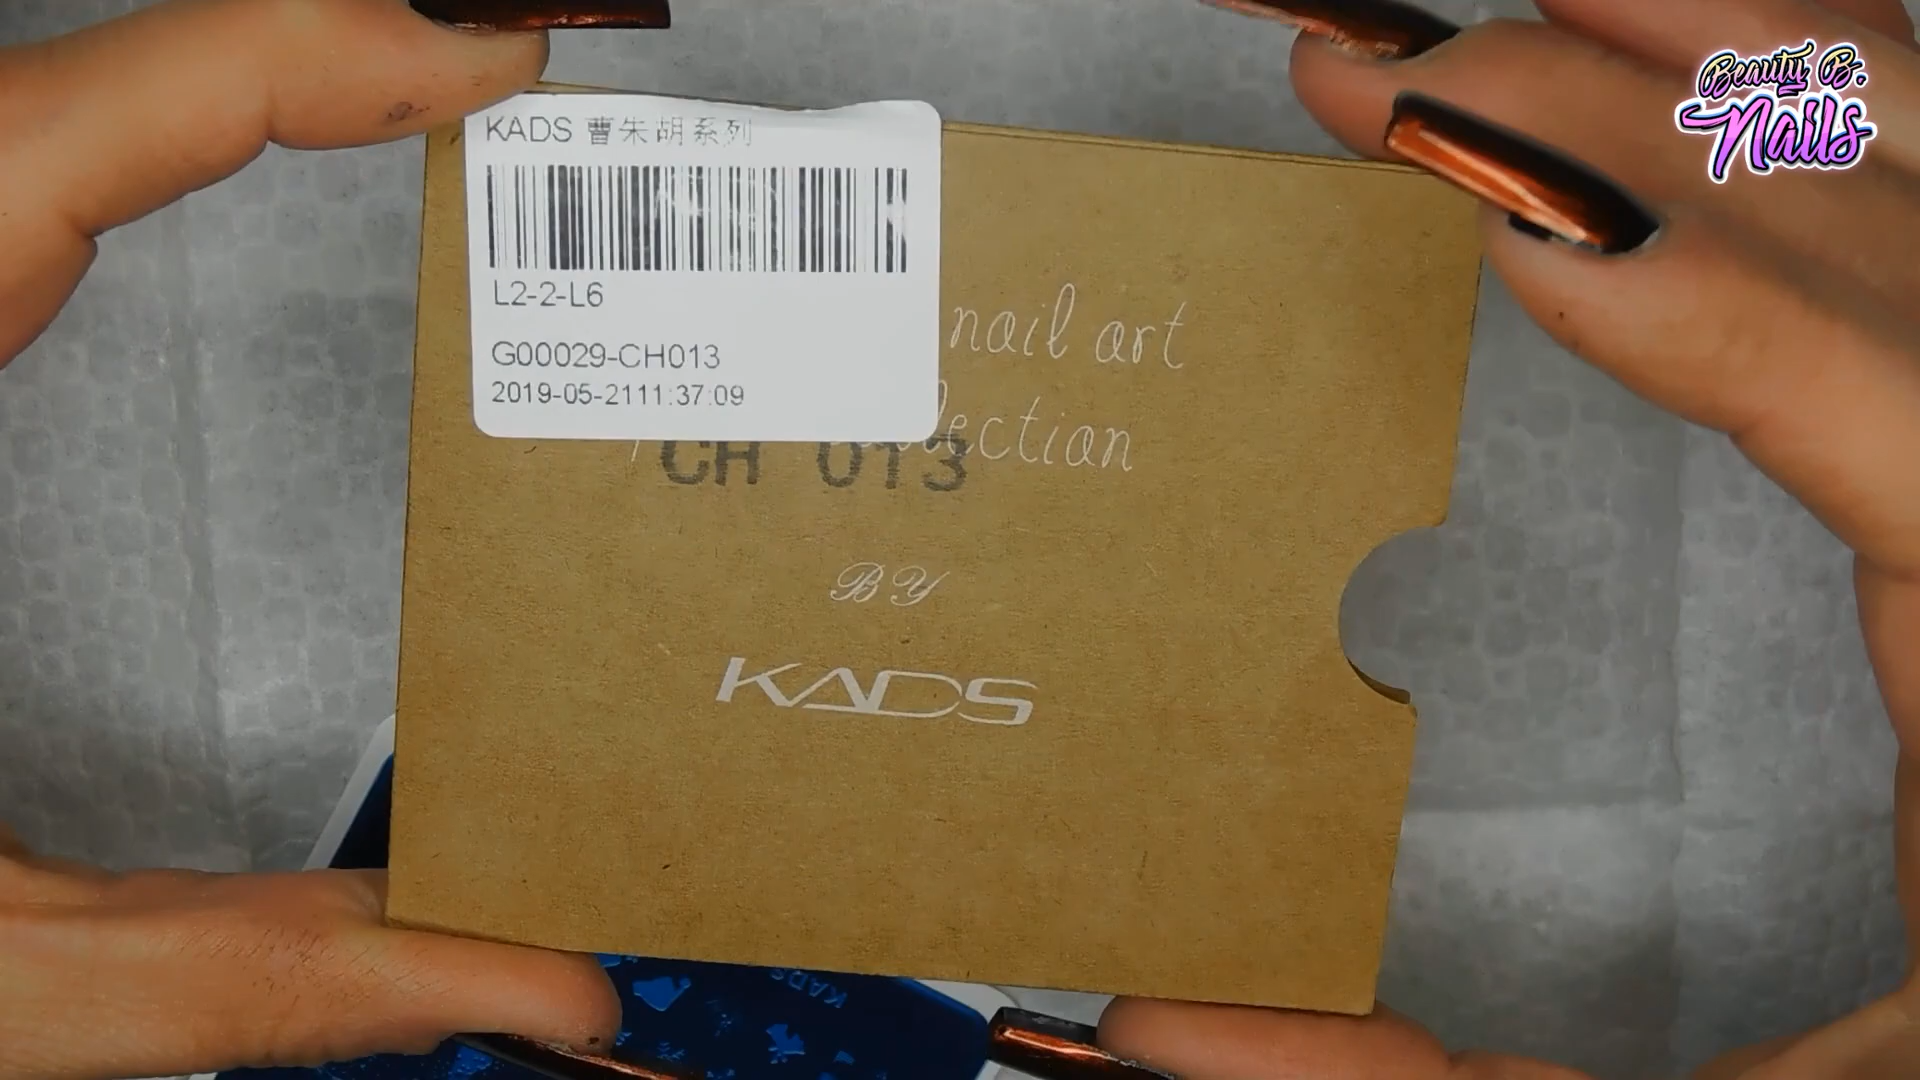 KADS 曹朱胡系列
L2-2-L6
G00029-CH013
2019-05-2111:37:09
nail art
CH 013
BY
KADS
KADS
Beauty B.
Nails